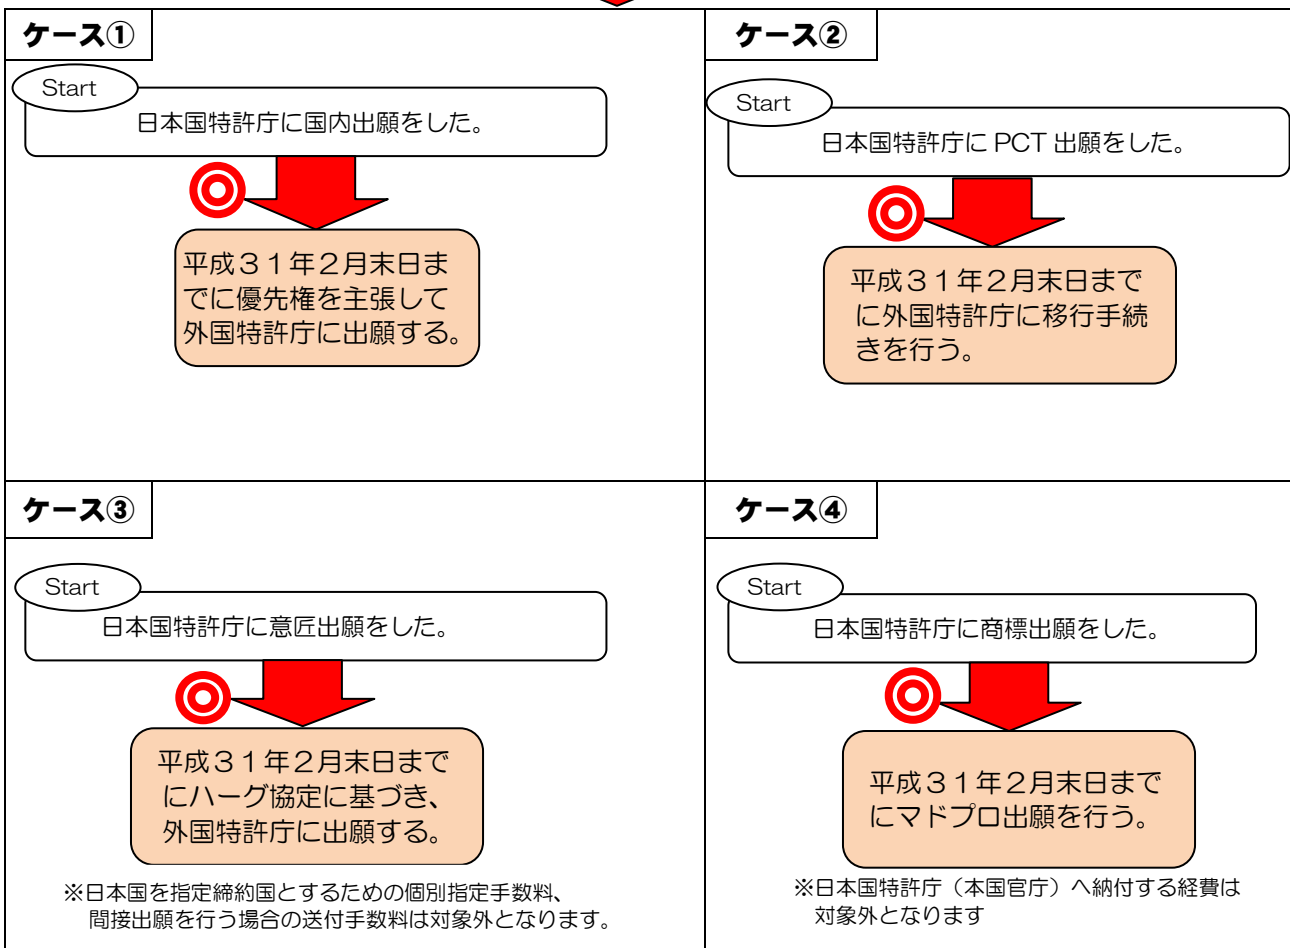 ケース①
Start
日本国特許庁に国内出願をした。
平成３１年２月末日ま
でに優先権を主張して
外国特許庁に出願する。
ケース②
Start
日本国特許庁に PCT 出願をした。
平成３１年２月末日まで
に外国特許庁に移行手続
きを行う。
ケース③
Start
日本国特許庁に意匠出願をした。
平成３１年２月末日まで
にハーグ協定に基づき、
外国特許庁に出願する。
※日本国を指定締約国とするための個別指定手数料、
間接出願を行う場合の送付手数料は対象外となります。
ケース④
Start
日本国特許庁に商標出願をした。
平成３１年２月末日まで
にマドプロ出願を行う。
※日本国特許庁（本国官庁）へ納付する経費は
対象外となります